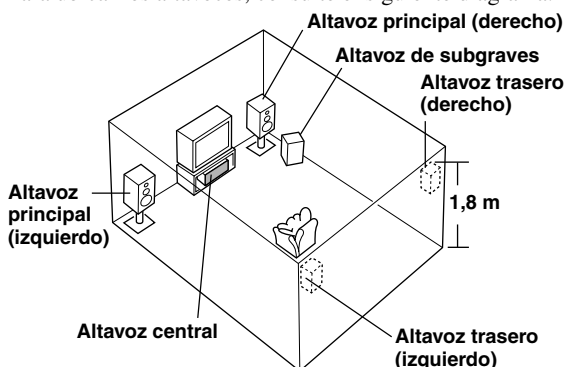 Altavoz principal (derecho)
Altavoz de subgraves
Altavoz trasero
(derecho)
1,8 m
Altavoz
principal
(izquierdo)
Altavoz central
Altavoz trasero
(izquierdo)